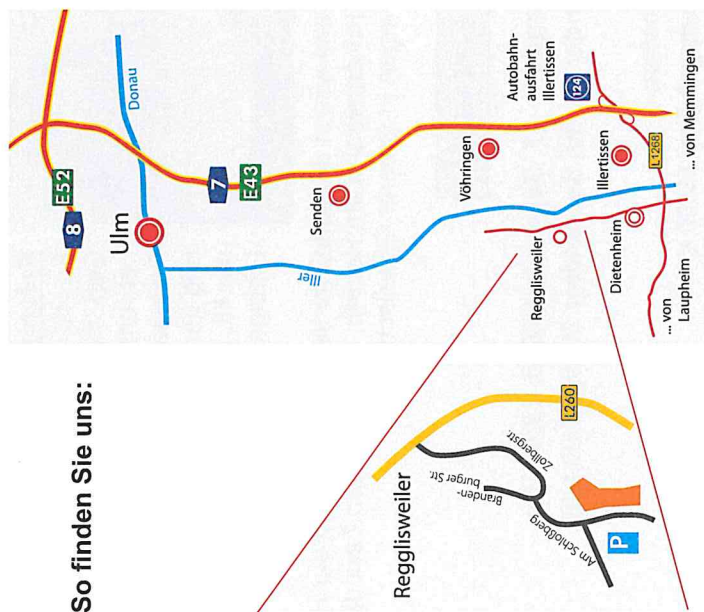 So finden Sie uns:
8
E52
Donau
Ulm
7
E43
Senden
Iller
Vöhringen
Autobahn-
ausfahrt
Illertissen
124
Illertissen
L1268
... von Memmingen
Regglisweiler
Dietenheim
... von
Laupheim
Regglisweiler
L260
Zollbergstr.
Branden-
burger Str.
Am Schloßberg
P